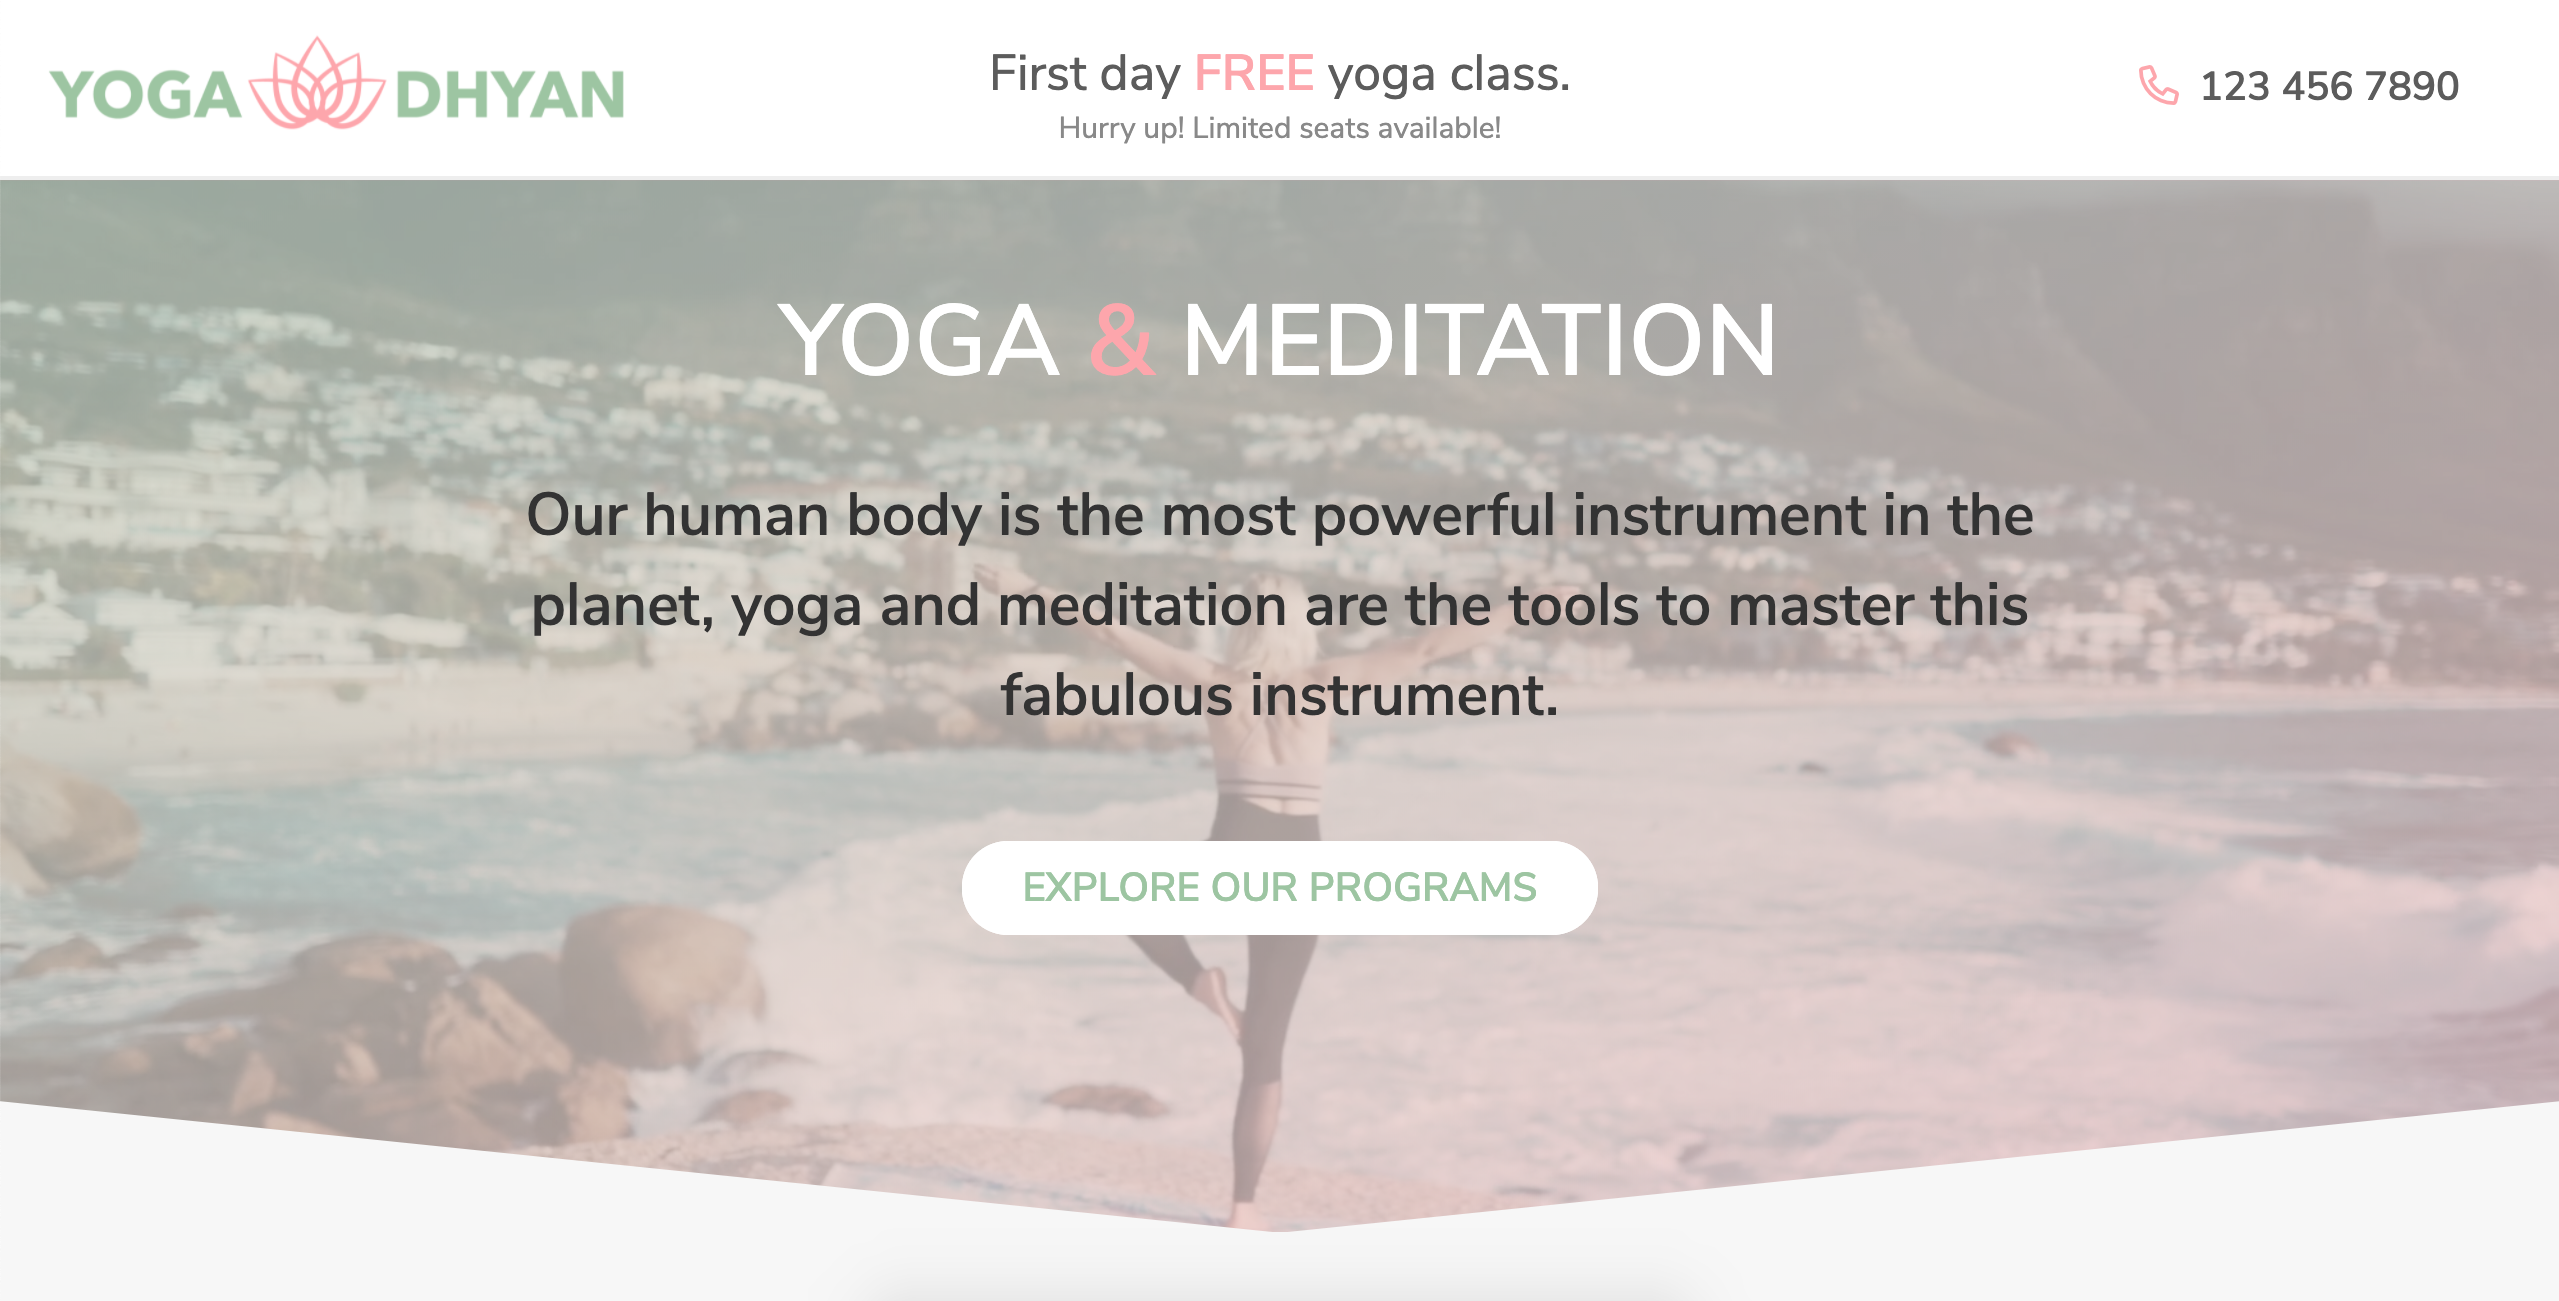 YOGA DHYAN
First day FREE yoga class.
Hurry up! Limited seats available!
123 456 7890
YOGA & MEDITATION
Our human body is the most powerful instrument in the
planet, yoga and meditation are the tools to master this
fabulous instrument.
EXPLORE OUR PROGRAMS